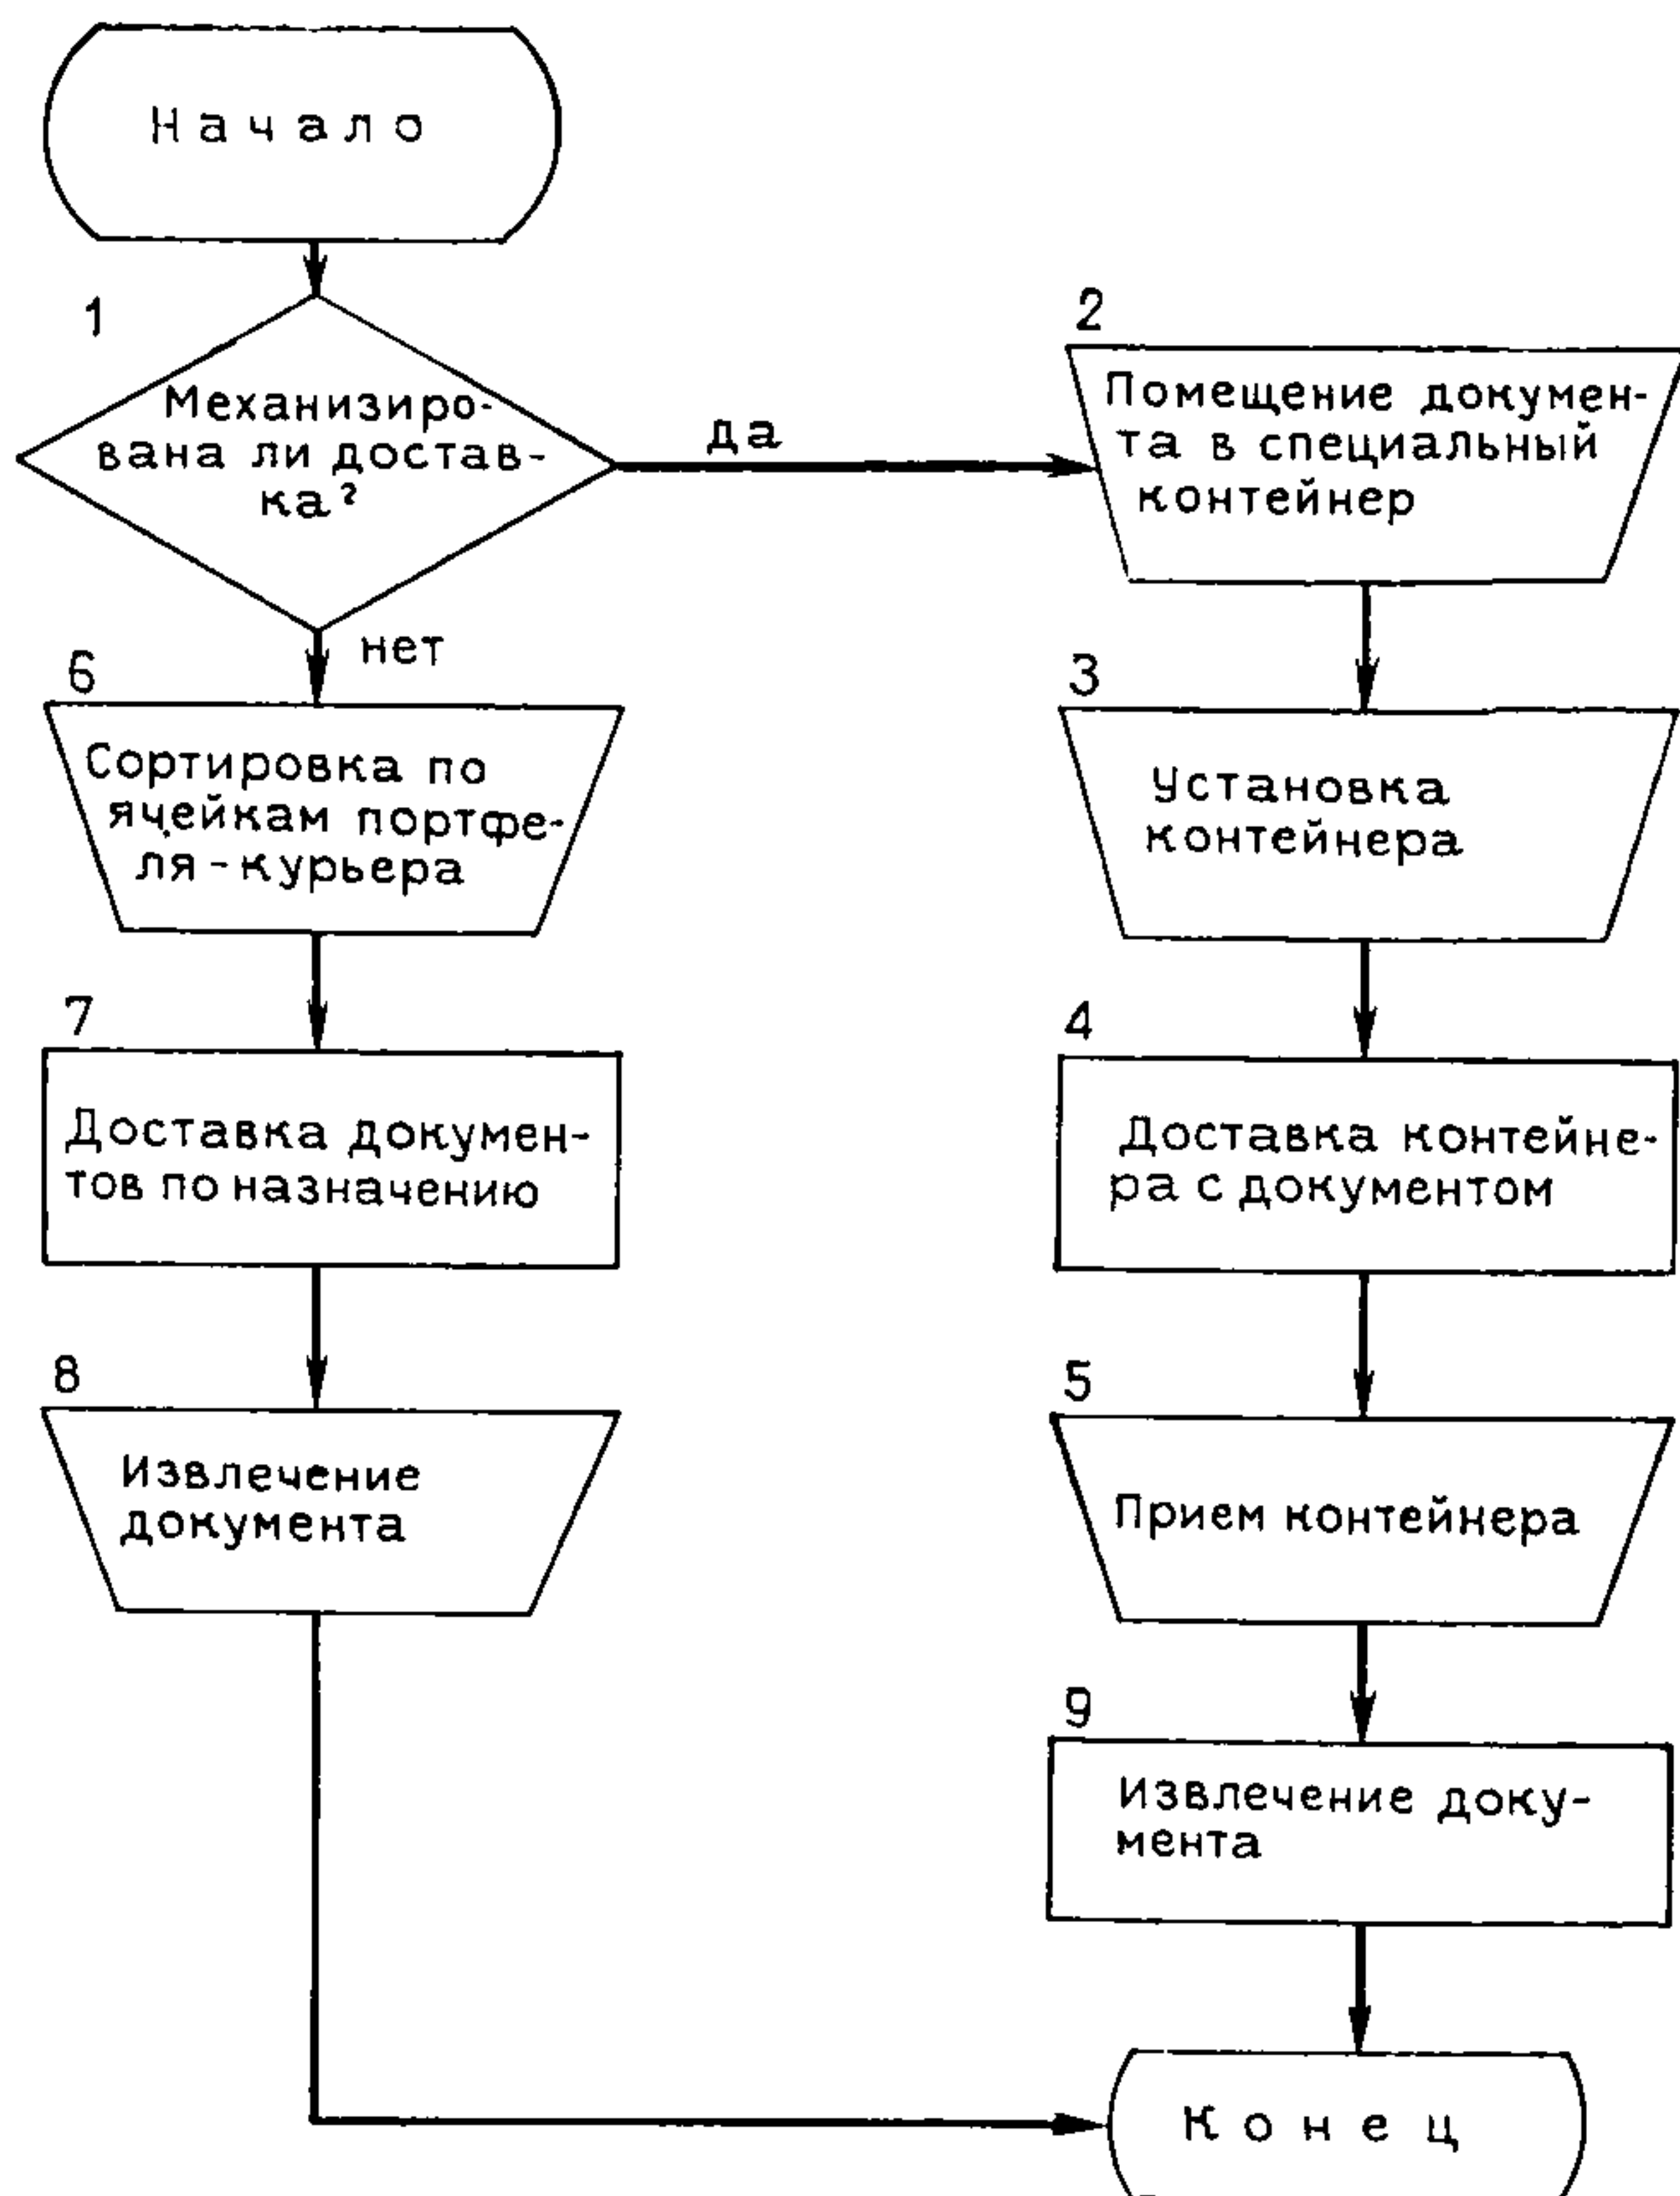 Начало
1
Механизиро-
вана ли достав-
ка?
да
нет
2
Помещение докумен-
та в специальный
контейнер
3
Установка
контейнера
4
Доставка контейне-
ра с документом
5
Прием контейнера
9
Извлечение доку-
мента
6
Сортировка по
ячейкам портфе-
ля-курьера
7
Доставка докумен-
тов по назначению
8
Извлечение
документа
Конец